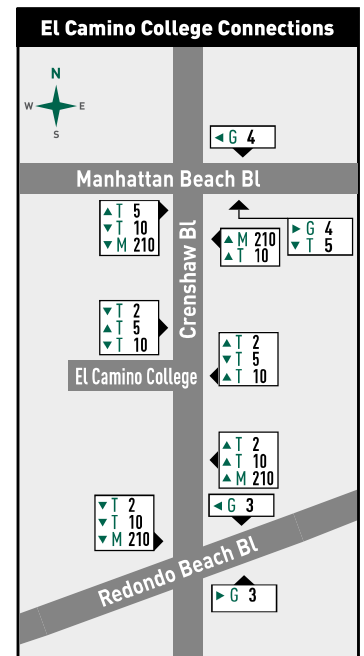 El Camino College Connections
N
W E
S
◄ G 4
Manhattan Beach Bl
▲ T 5
▼ T 10
▼ M 210
▲ M 210
▲ T 10
► G 4
▼ T 5
Crenshaw Bl
▼ T 2
▲ T 5
▼ T 10
El Camino College
▲ T 2
▼ T 5
▲ T 10
▲ T 2
▲ T 10
▲ M 210
▼ T 2
▼ T 10
▼ M 210
◄ G 3
Redondo Beach Bl
► G 3